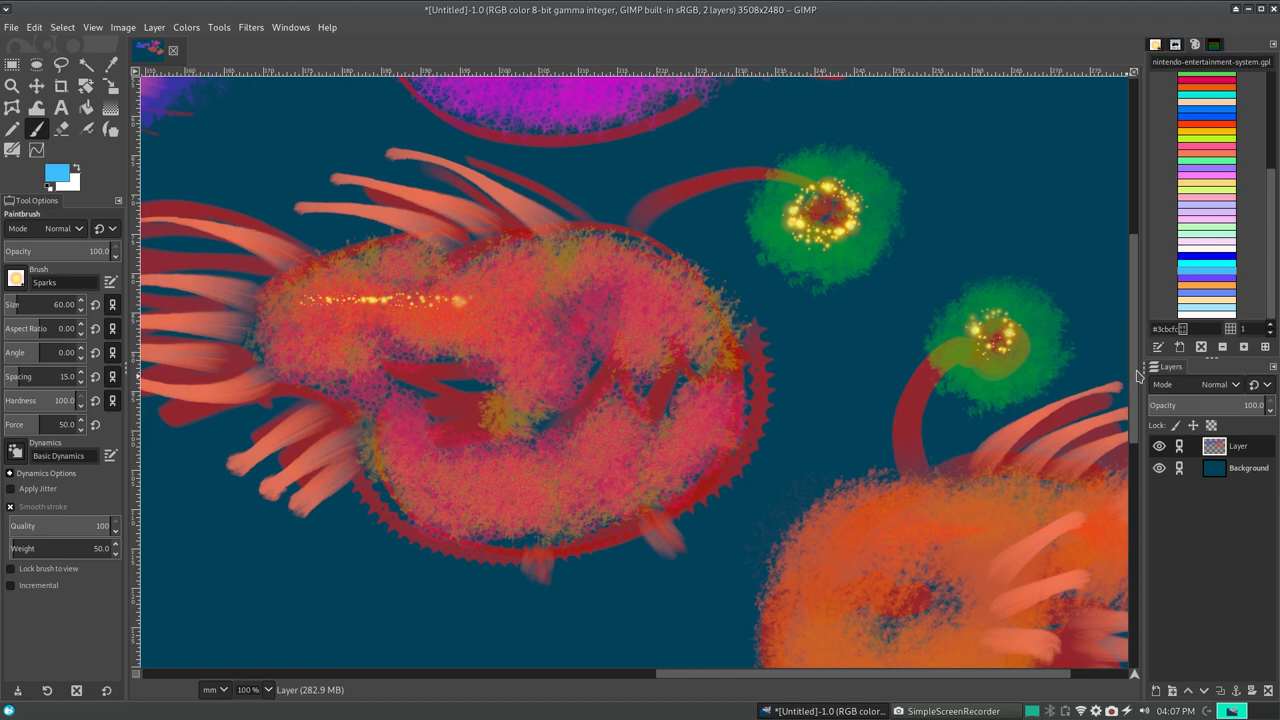 *[Untitled]-1.0 (RGB color 8-bit gamma integer, GIMP built-in sRGB, 2 layers) 3508x2480 – GIMP
File Edit Select View Image Layer Colors Tools Filters Windows Help
nintendo-entertainment-system.gpl
Tool Options
Paintbrush
Mode Normal
Opacity 100.0
Brush
Sparks
Size 60.00
Aspect Ratio 0.00
Angle 0.00
Spacing 15.0
Hardness 100.0
Force 50.0
Dynamics
Basic Dynamics
Dynamics Options
Apply Jitter
Smooth stroke
Quality 100
Weight 50.0
Lock brush to view
Incremental
#3cbcfc
1
Layers
Mode Normal
Opacity 100.0
Lock:
Layer
Background
mm 100 % Layer (282.9 MB)
*[Untitled]-1.0 (RGB color... SimpleScreenRecorder 04:07 PM